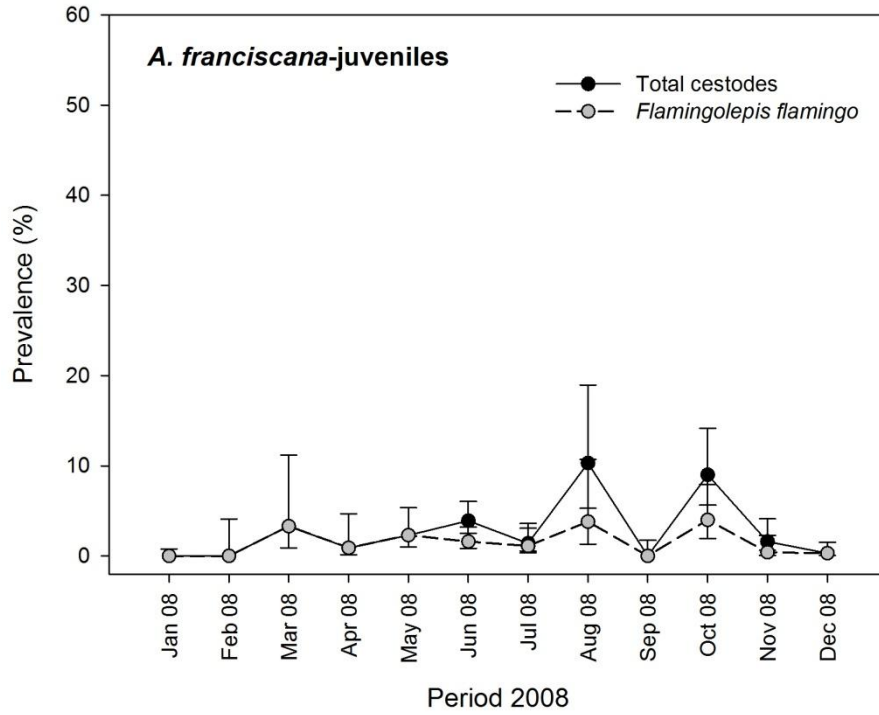 A. franciscana-juveniles
Total cestodes
Flamingolepis flamingo
Prevalence (%)
60
50
40
30
20
10
0
Jan 08
Feb 08
Mar 08
Apr 08
May 08
Jun 08
Jul 08
Aug 08
Sep 08
Oct 08
Nov 08
Dec 08
Period 2008